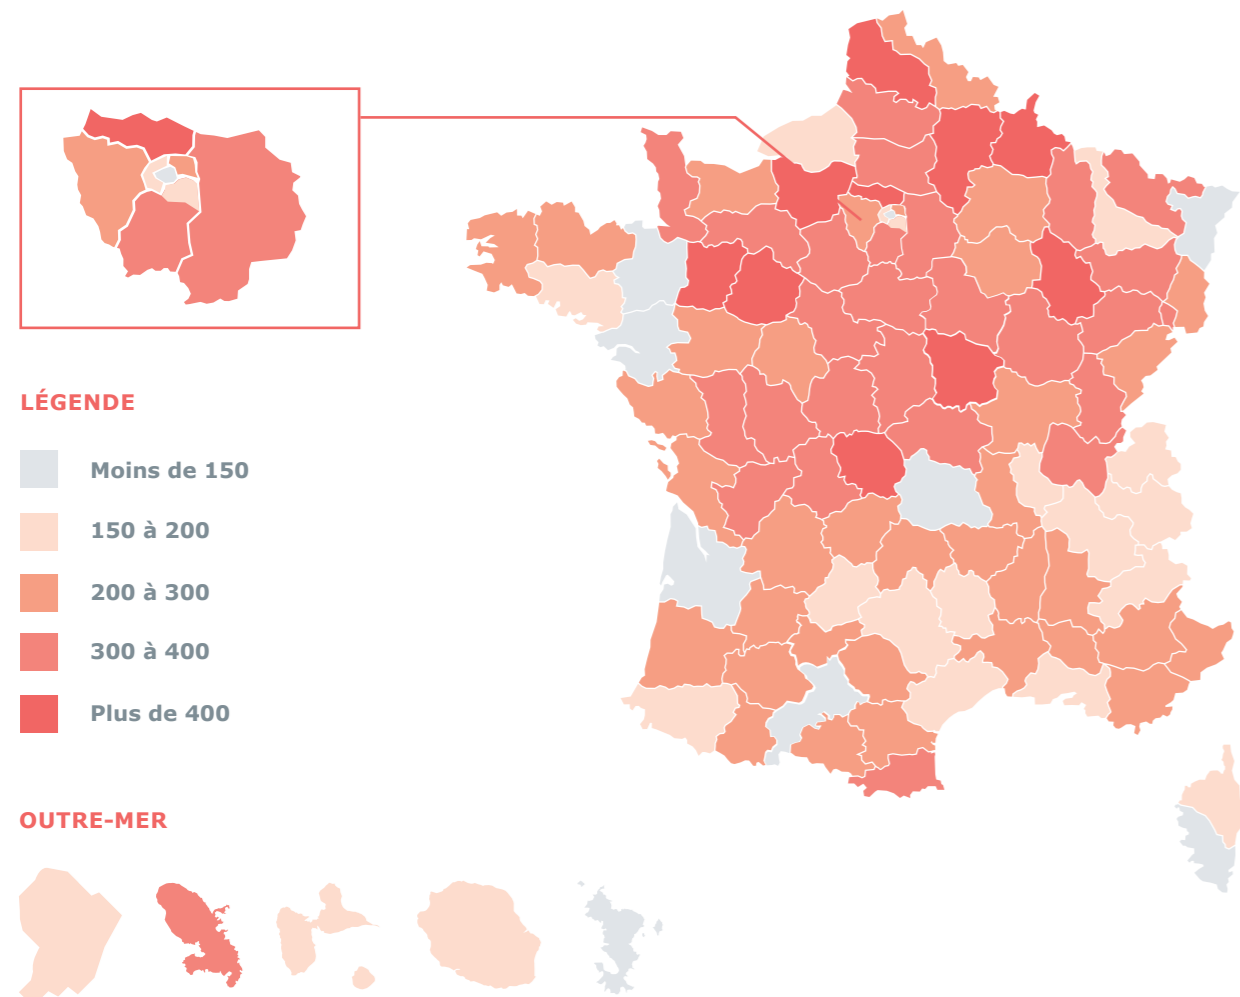 LÉGENDE
Moins de 150
150 à 200
200 à 300
300 à 400
Plus de 400
OUTRE-MER